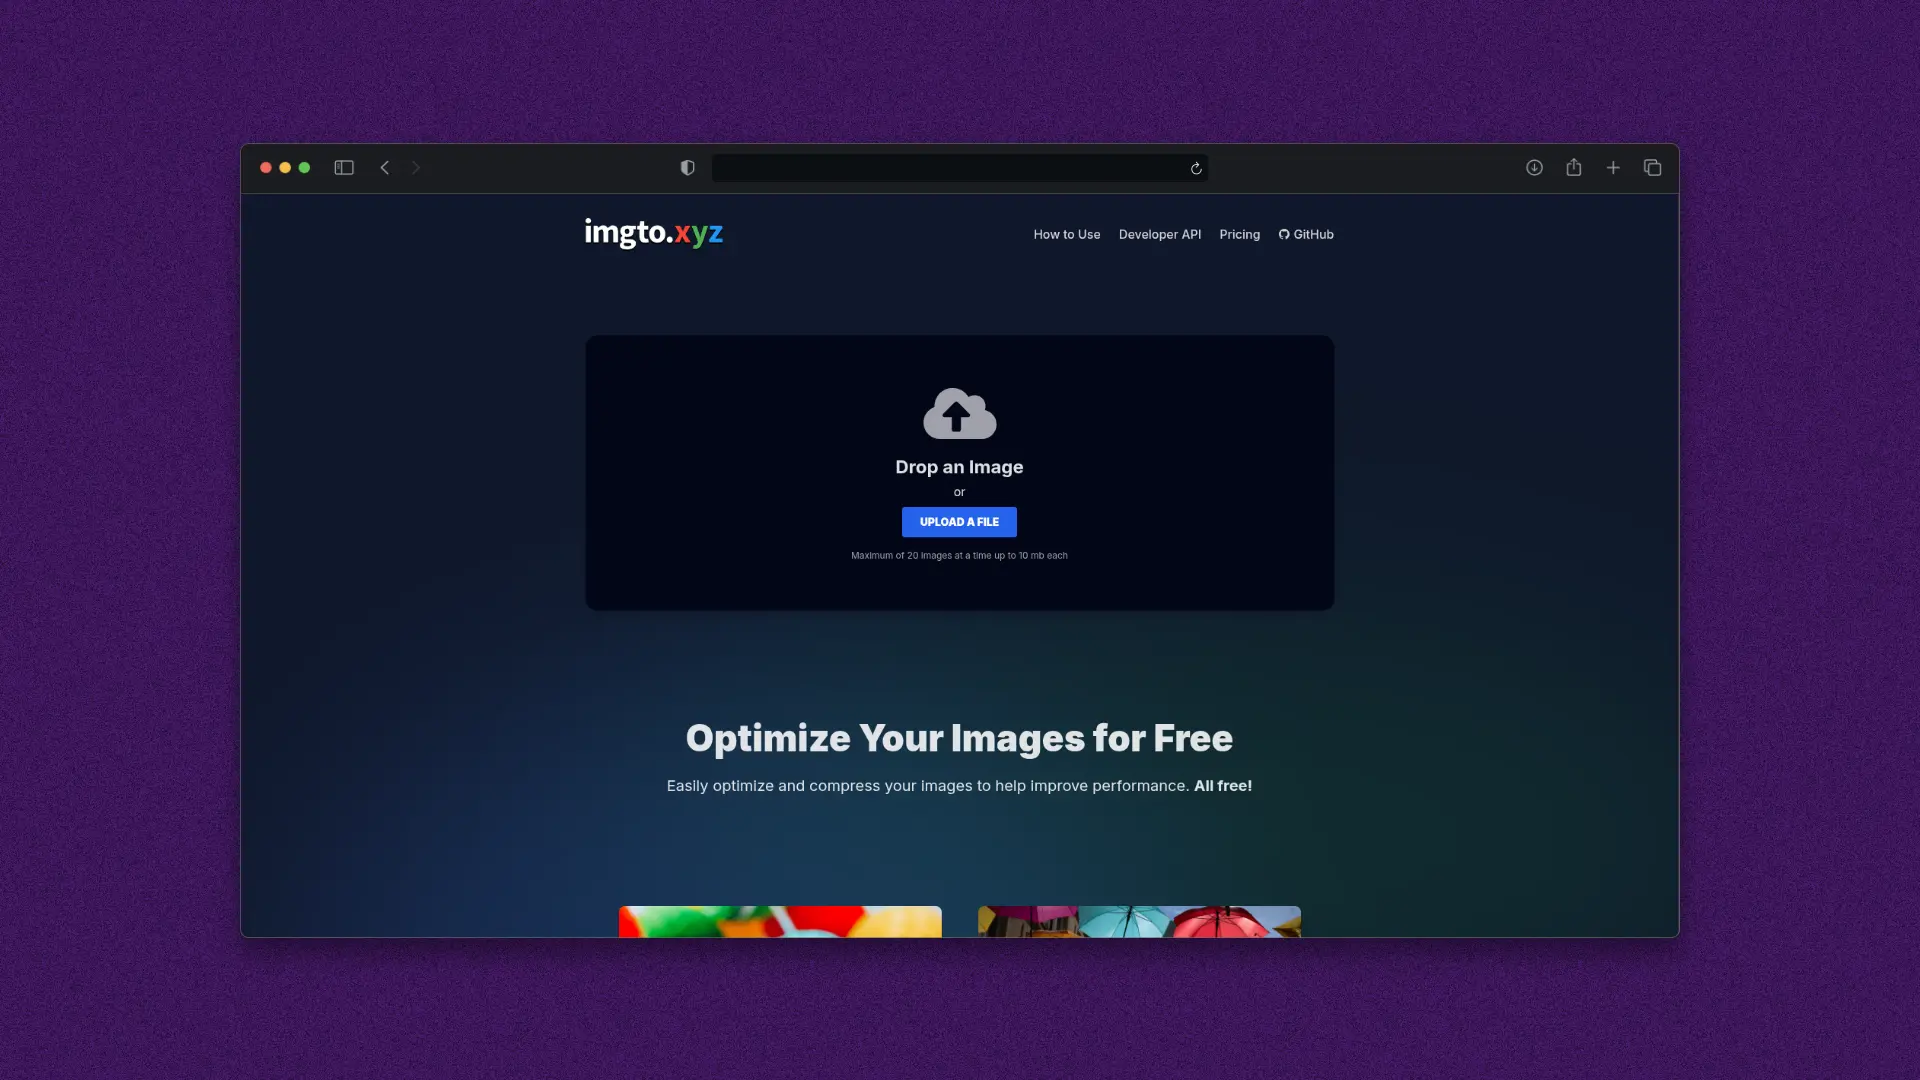 imgto.xyz
How to Use
Developer API
Pricing
GitHub
Drop an Image
or
UPLOAD A FILE
Maximum of 20 images at a time up to 10 mb each
Optimize Your Images for Free
Easily optimize and compress your images to help improve performance. All free!